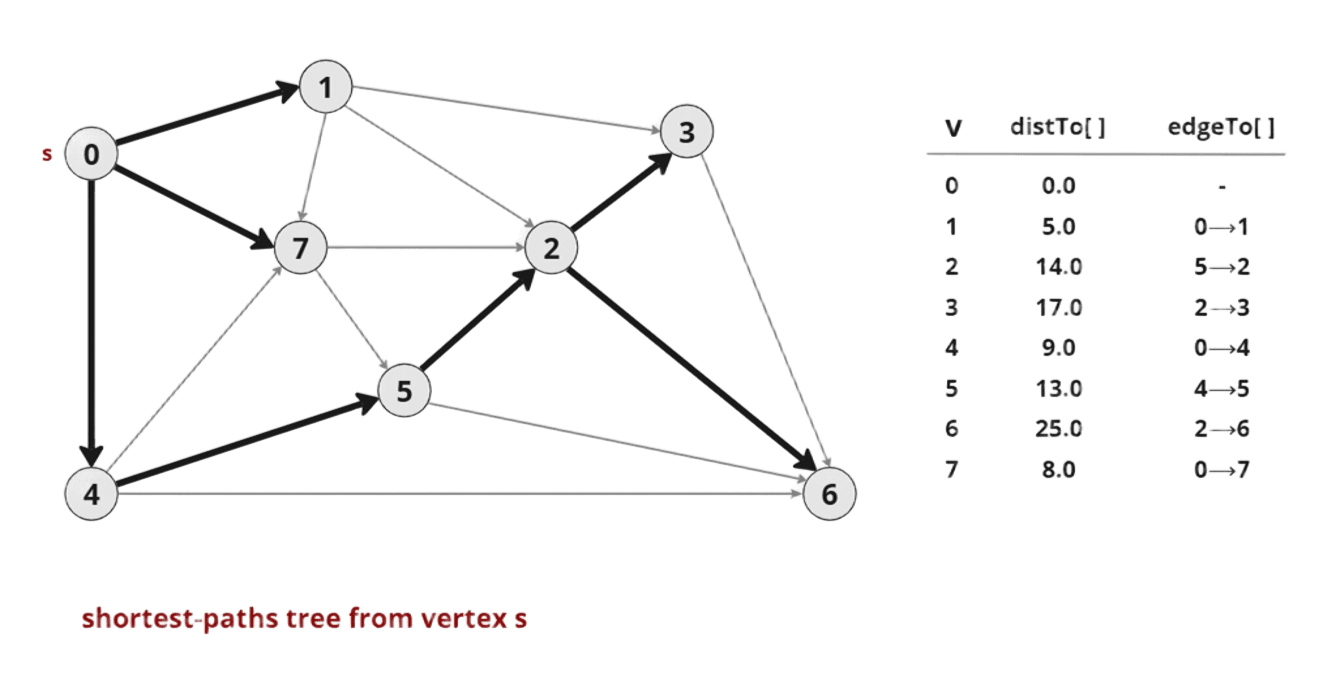 1
3
s 0
7
2
5
4
6
V distTo[ ] edgeTo[ ]
0 0.0 -
1 5.0 0→1
2 14.0 5→2
3 17.0 2→3
4 9.0 0→4
5 13.0 4→5
6 25.0 2→6
7 8.0 0→7
shortest-paths tree from vertex s